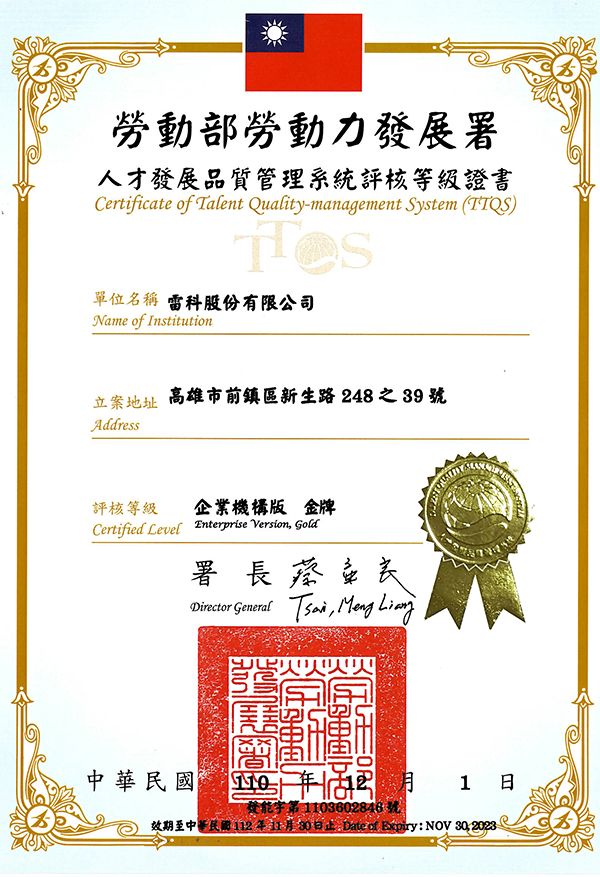 勞動部勞動力發展署
人才發展品質管理系統評核等級證書
Certificate of Talent Quality-management System (TTQS)
TTQS
單位名稱 雷科股份有限公司
Name of Institution
立案地址 高雄市前鎮區新生路 248 之 39 號
Address
評核等級 企業機構版 金牌
Certified Level Enterprise Version, Gold
署長 蔡孟良
Director General Tsai, Meng Liang
中華民國 110 年 12 月 1 日
發能字第 1103602846 號
效期至中華民國 112 年 11 月 30 日止 Date of Expiry : NOV 30, 2023